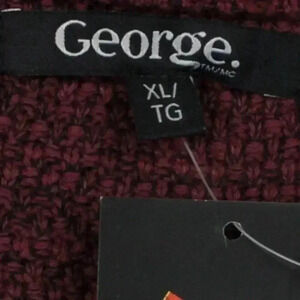 George.
TM/MC
XL/
TG